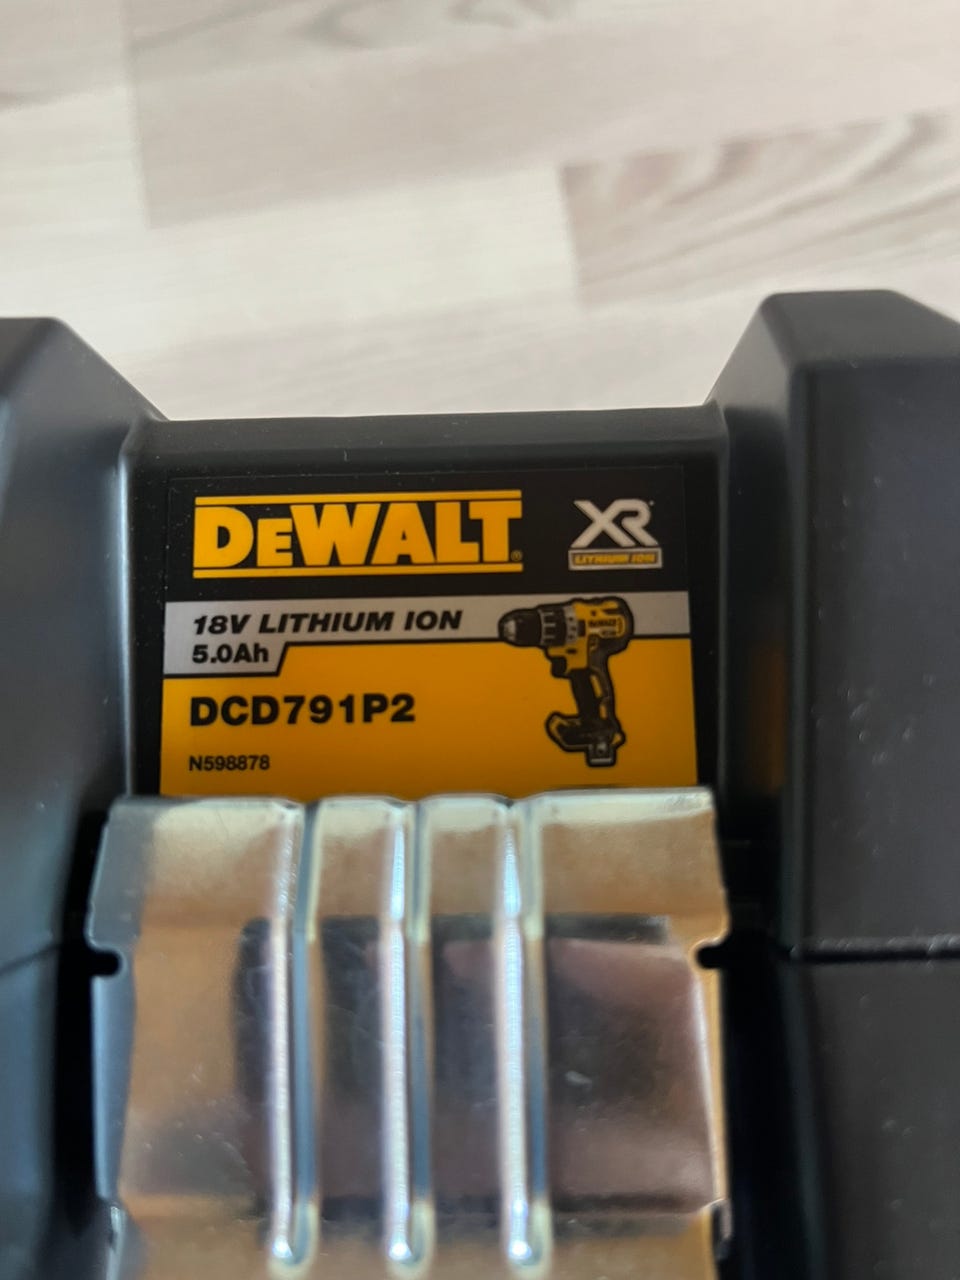 DEWALT®
XR
LITHIUM ION
18V LITHIUM ION
5.0Ah
DCD791P2
N598878